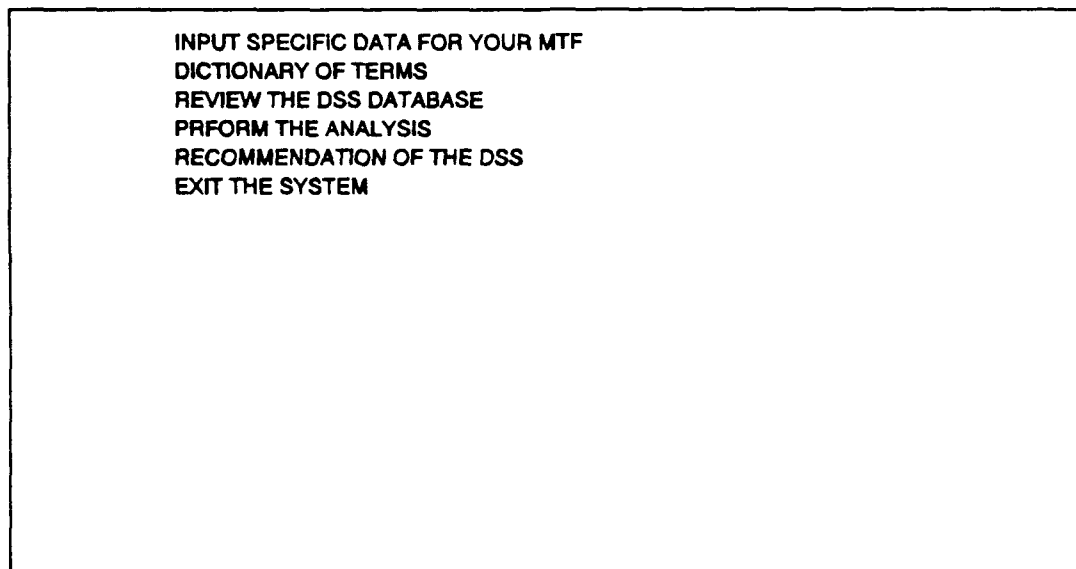 INPUT SPECIFIC DATA FOR YOUR MTF
DICTIONARY OF TERMS
REVIEW THE DSS DATABASE
PRFORM THE ANALYSIS
RECOMMENDATION OF THE DSS
EXIT THE SYSTEM